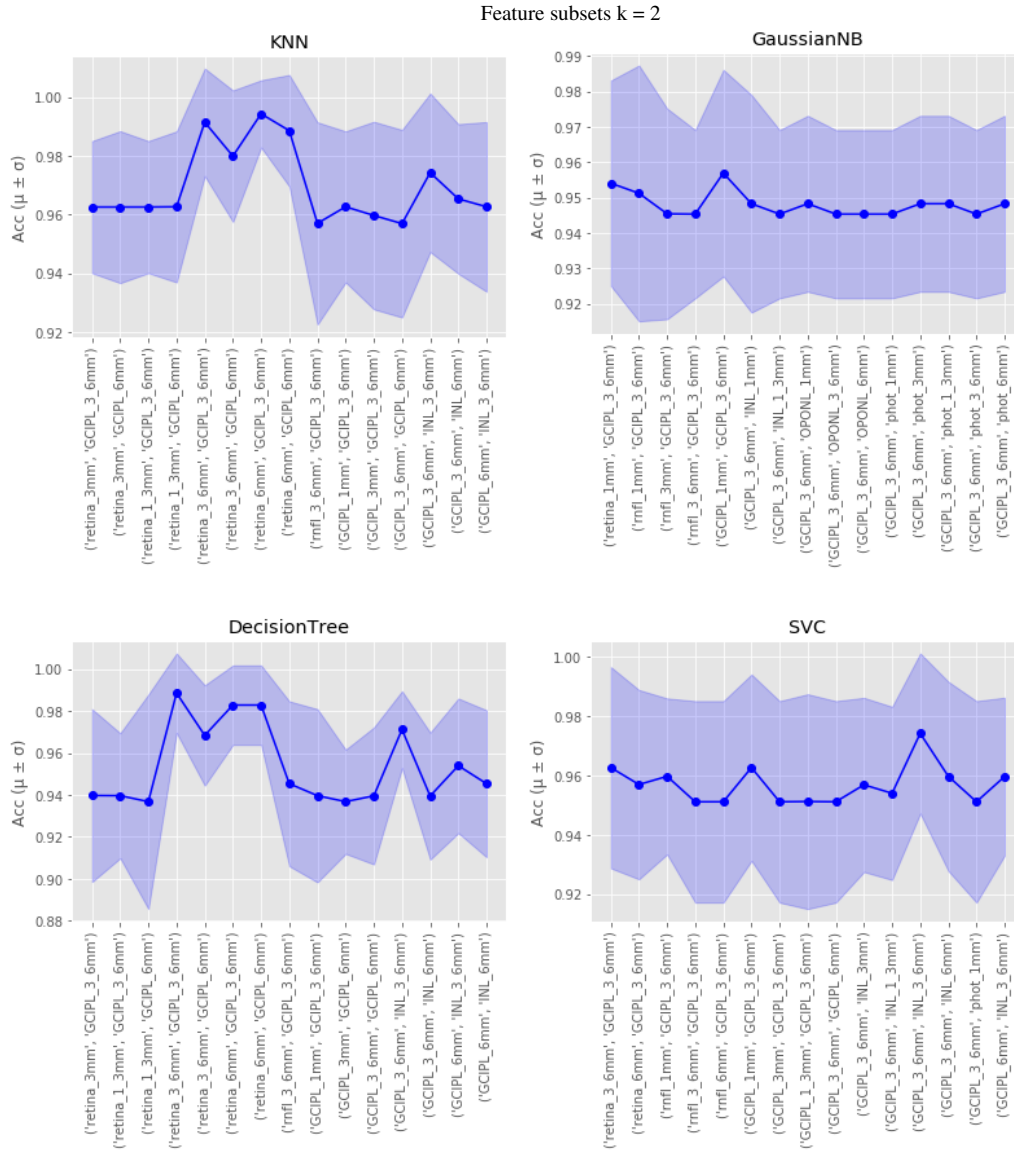 Feature subsets k = 2
KNN
Acc (μ ± σ)
1.00
0.98
0.96
0.94
0.92
('retina_3mm', 'GCIPL_3_6mm')
('retina_3mm', 'GCIPL_6mm')
('retina_1_3mm', 'GCIPL_3_6mm')
('retina_1_3mm', 'GCIPL_6mm')
('retina_3_6mm', 'GCIPL_3_6mm')
('retina_3_6mm', 'GCIPL_6mm')
('retina_6mm', 'GCIPL_3_6mm')
('retina_6mm', 'GCIPL_6mm')
('rnfl_3_6mm', 'GCIPL_3_6mm')
('GCIPL_1mm', 'GCIPL_3_6mm')
('GCIPL_3mm', 'GCIPL_3_6mm')
('GCIPL_3_6mm', 'GCIPL_6mm')
('GCIPL_3_6mm', 'INL_3_6mm')
('GCIPL_3_6mm', 'INL_6mm')
('GCIPL_6mm', 'INL_3_6mm')
GaussianNB
Acc (μ ± σ)
0.99
0.98
0.97
0.96
0.95
0.94
0.93
0.92
('retina_1mm', 'GCIPL_3_6mm')
('rnfl_1mm', 'GCIPL_3_6mm')
('rnfl_3mm', 'GCIPL_3_6mm')
('rnfl_3_6mm', 'GCIPL_3_6mm')
('GCIPL_1mm', 'GCIPL_3_6mm')
('GCIPL_3_6mm', 'INL_1mm')
('GCIPL_3_6mm', 'INL_1_3mm')
('GCIPL_3_6mm', 'OPONL_1mm')
('GCIPL_3_6mm', 'OPONL_3_6mm')
('GCIPL_3_6mm', 'OPONL_6mm')
('GCIPL_3_6mm', 'phot_1mm')
('GCIPL_3_6mm', 'phot_3mm')
('GCIPL_3_6mm', 'phot_1_3mm')
('GCIPL_3_6mm', 'phot_3_6mm')
('GCIPL_3_6mm', 'phot_6mm')
DecisionTree
Acc (μ ± σ)
1.00
0.98
0.96
0.94
0.92
0.90
0.88
('retina_3mm', 'GCIPL_3_6mm')
('retina_1_3mm', 'GCIPL_3_6mm')
('retina_1_3mm', 'GCIPL_6mm')
('retina_3_6mm', 'GCIPL_3_6mm')
('retina_3_6mm', 'GCIPL_6mm')
('retina_6mm', 'GCIPL_3_6mm')
('retina_6mm', 'GCIPL_6mm')
('rnfl_3_6mm', 'GCIPL_3_6mm')
('GCIPL_1mm', 'GCIPL_3_6mm')
('GCIPL_3mm', 'GCIPL_6mm')
('GCIPL_3_6mm', 'GCIPL_6mm')
('GCIPL_3_6mm', 'INL_3_6mm')
('GCIPL_3_6mm', 'INL_6mm')
('GCIPL_6mm', 'INL_3_6mm')
('GCIPL_6mm', 'INL_6mm')
SVC
Acc (μ ± σ)
1.00
0.98
0.96
0.94
0.92
('retina_3_6mm', 'GCIPL_3_6mm')
('retina_6mm', 'GCIPL_3_6mm')
('rnfl_1mm', 'GCIPL_3_6mm')
('rnfl_3_6mm', 'GCIPL_3_6mm')
('rnfl_6mm', 'GCIPL_3_6mm')
('GCIPL_1mm', 'GCIPL_3_6mm')
('GCIPL_3mm', 'GCIPL_3_6mm')
('GCIPL_1_3mm', 'GCIPL_3_6mm')
('GCIPL_3_6mm', 'GCIPL_6mm')
('GCIPL_3_6mm', 'INL_3mm')
('GCIPL_3_6mm', 'INL_1_3mm')
('GCIPL_3_6mm', 'INL_3_6mm')
('GCIPL_3_6mm', 'INL_6mm')
('GCIPL_3_6mm', 'phot_1mm')
('GCIPL_6mm', 'INL_3_6mm')